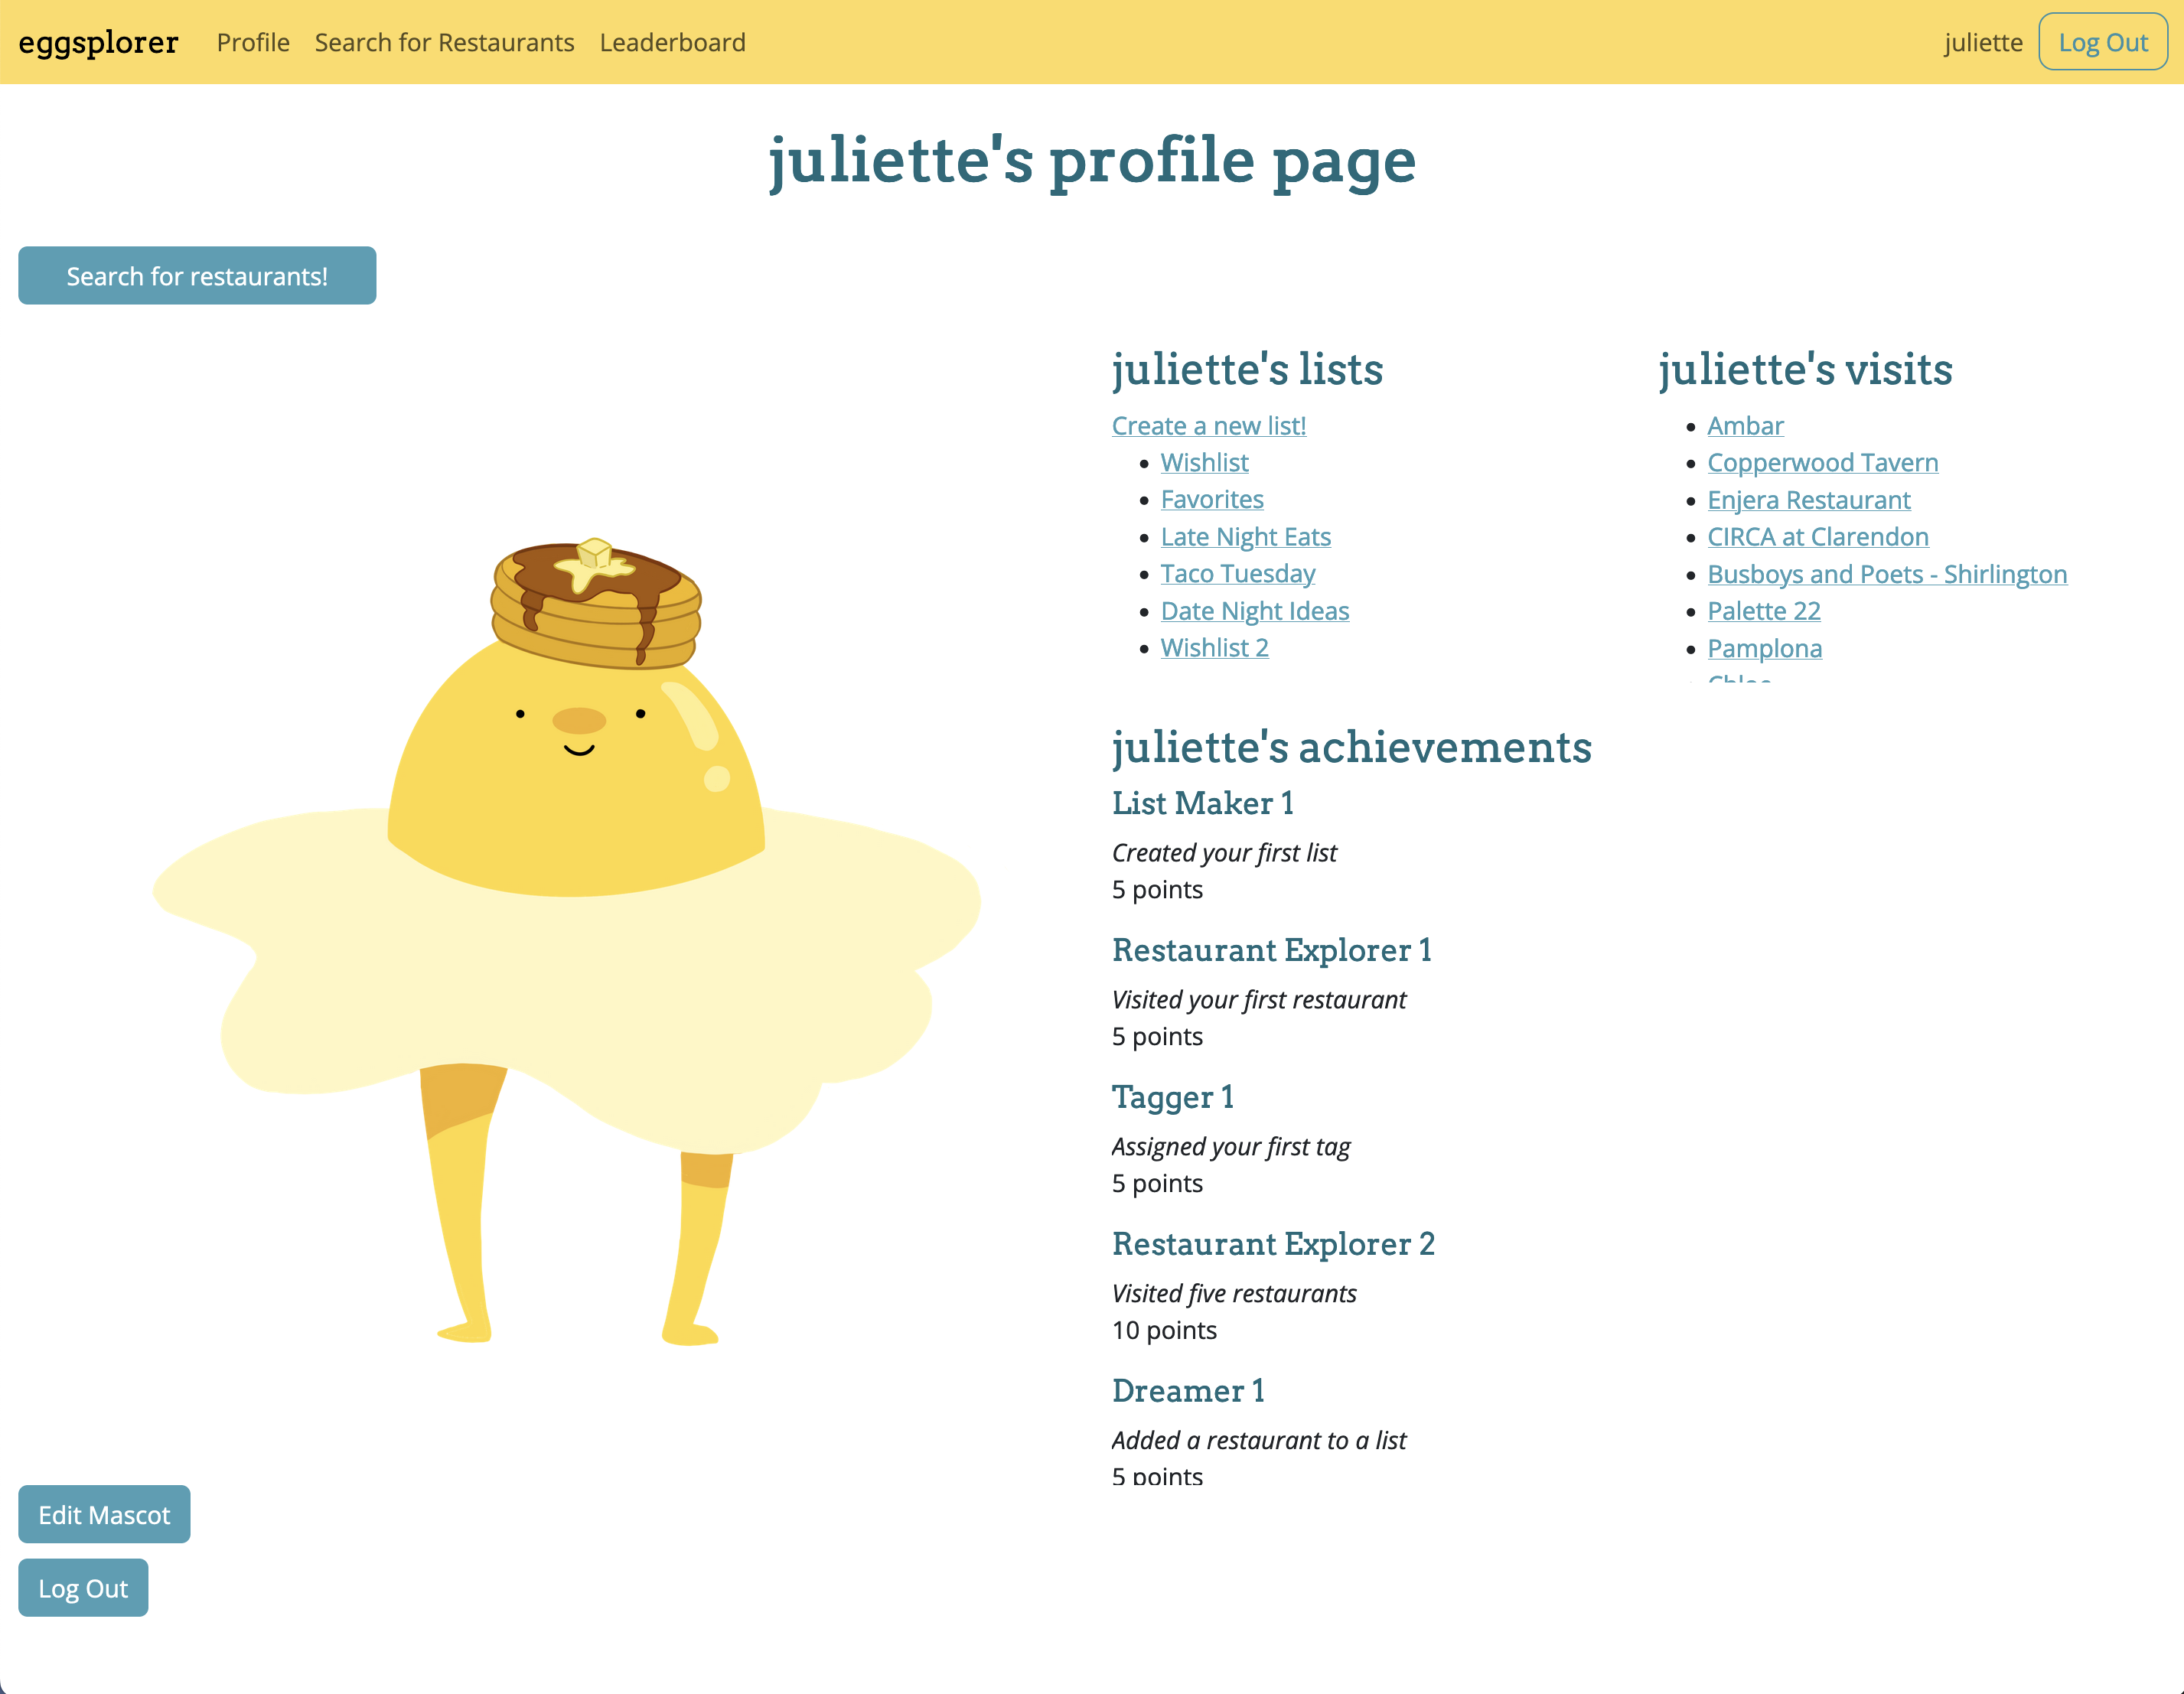 eggsplorer Profile Search for Restaurants Leaderboard juliette Log Out
juliette's profile page
Search for restaurants!
juliette's lists
Create a new list!
Wishlist
Favorites
Late Night Eats
Taco Tuesday
Date Night Ideas
Wishlist 2
juliette's visits
Ambar
Copperwood Tavern
Enjera Restaurant
CIRCA at Clarendon
Busboys and Poets - Shirlington
Palette 22
Pamplona
juliette's achievements
List Maker 1
Created your first list
5 points
Restaurant Explorer 1
Visited your first restaurant
5 points
Tagger 1
Assigned your first tag
5 points
Restaurant Explorer 2
Visited five restaurants
10 points
Dreamer 1
Added a restaurant to a list
5 points
Edit Mascot
Log Out